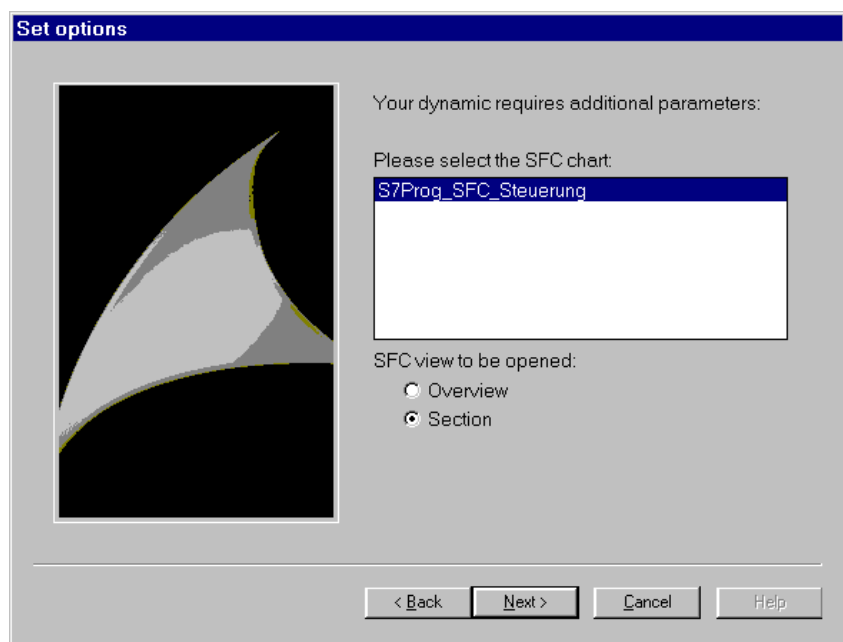 Set options
Your dynamic requires additional parameters:
Please select the SFC chart:
S7Prog_SFC_Steuerung
SFC view to be opened:
Overview
Section
< Back
Next >
Cancel
Help